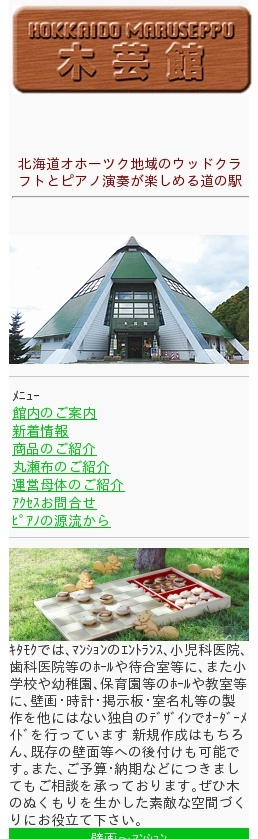 HOKKAIDO MARUSEPPU
木芸館
北海道オホーツク地域のウッドクラ
フトとピアノ演奏が楽しめる道の駅
ﾒﾆｭｰ
館内のご案内
新着情報
商品のご紹介
丸瀬布のご紹介
運営母体のご紹介
ｱｸｾｽお問合せ
ﾋﾟｱﾉの源流から
ｷﾀﾓｸでは､ﾏﾝｼｮﾝのｴﾝﾄﾗﾝｽ､小児科医院､
歯科医院等のﾎｰﾙや待合室等に､また小
学校や幼稚園､保育園等のﾎｰﾙや教室等
に､壁画･時計･掲示板･室名札等の製
作を他にはない独自のﾃﾞｻﾞｲﾝでｵｰﾀﾞｰﾒ
ｲﾄﾞを行っています 新規作成はもちろ
ん､既存の壁面等への後付けも可能で
す｡また､ご予算･納期などにつきまし
てもご相談を承っております｡ぜひ木
のぬくもりを生かした素敵な空間づく
りにお役立て下さい｡
壁画～ﾏﾝｼｮﾝ